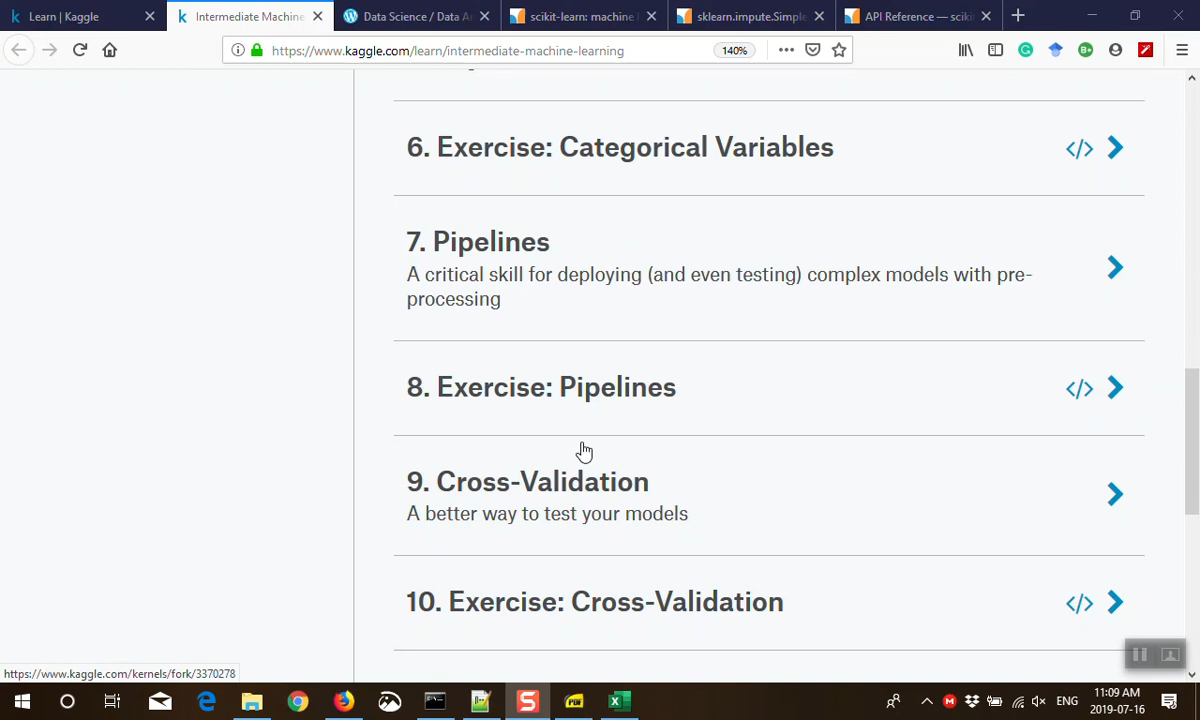 Learn | Kaggle
Intermediate Machine
Data Science / Data A
scikit-learn: machine
sklearn.impute.Simple
API Reference — scik
https://www.kaggle.com/learn/intermediate-machine-learning
140%
6. Exercise: Categorical Variables
</>
7. Pipelines
A critical skill for deploying (and even testing) complex models with pre-
processing
8. Exercise: Pipelines
</>
9. Cross-Validation
A better way to test your models
10. Exercise: Cross-Validation
</>
https://www.kaggle.com/kernels/fork/3370278
ENG
11:09 AM
2019-07-16